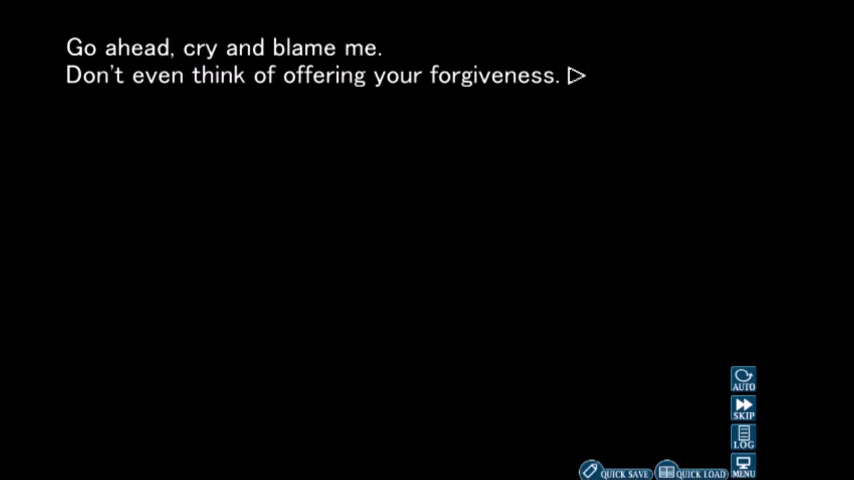 Go ahead, cry and blame me.
Don't even think of offering your forgiveness.
AUTO
SKIP
LOG
QUICK SAVE QUICK LOAD MENU